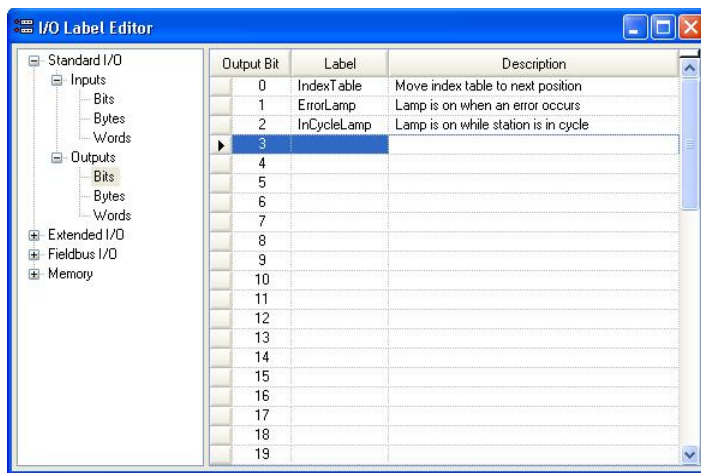 I/O Label Editor
Standard I/O
Inputs
Bits
Bytes
Words
Outputs
Bits
Bytes
Words
Extended I/O
Fieldbus I/O
Memory
Output Bit Label Description
0 IndexTable Move index table to next position
1 ErrorLamp Lamp is on when an error occurs
2 InCycleLamp Lamp is on while station is in cycle
3
4
5
6
7
8
9
10
11
12
13
14
15
16
17
18
19